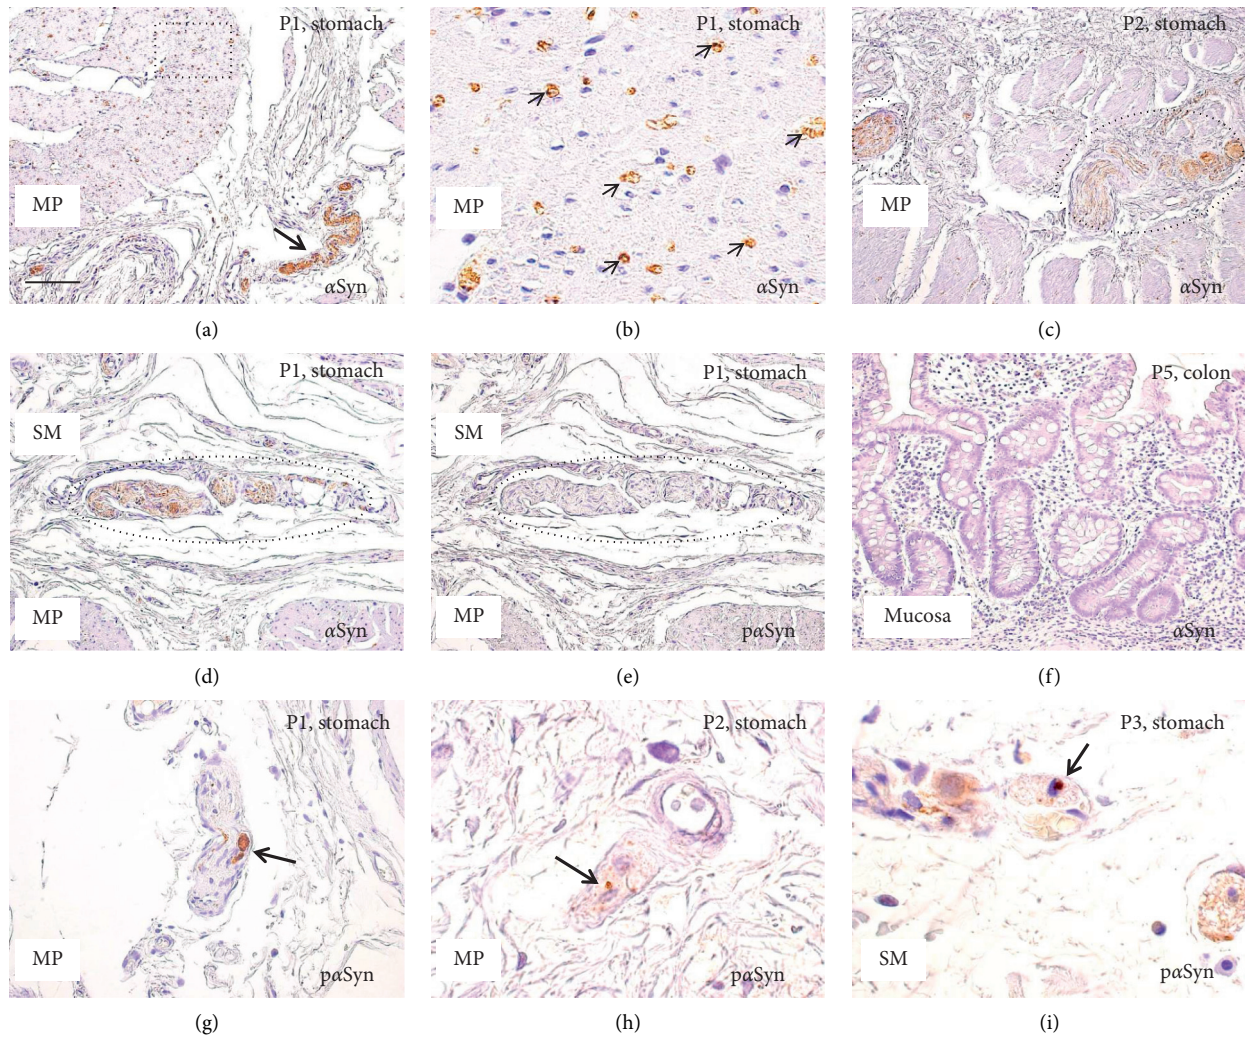 P1, stomach
MP
αSyn
(a)
P1, stomach
MP
αSyn
(b)
P2, stomach
MP
αSyn
(c)
P1, stomach
SM
MP
αSyn
(d)
P1, stomach
SM
MP
pαSyn
(e)
P5, colon
Mucosa
αSyn
(f)
P1, stomach
MP
pαSyn
(g)
P2, stomach
MP
pαSyn
(h)
P3, stomach
SM
pαSyn
(i)